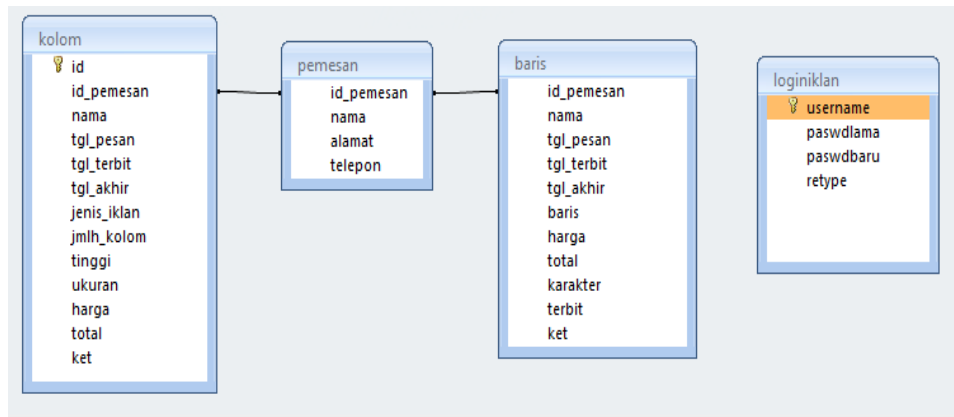 kolom
id
id_pemesan
nama
tgl_pesan
tgl_terbit
tgl_akhir
jenis_iklan
jmlh_kolom
tinggi
ukuran
harga
total
ket
pemesan
id_pemesan
nama
alamat
telepon
baris
id_pemesan
nama
tgl_pesan
tgl_terbit
tgl_akhir
baris
harga
total
karakter
terbit
ket
loginiklan
username
paswdlama
paswdbaru
retype